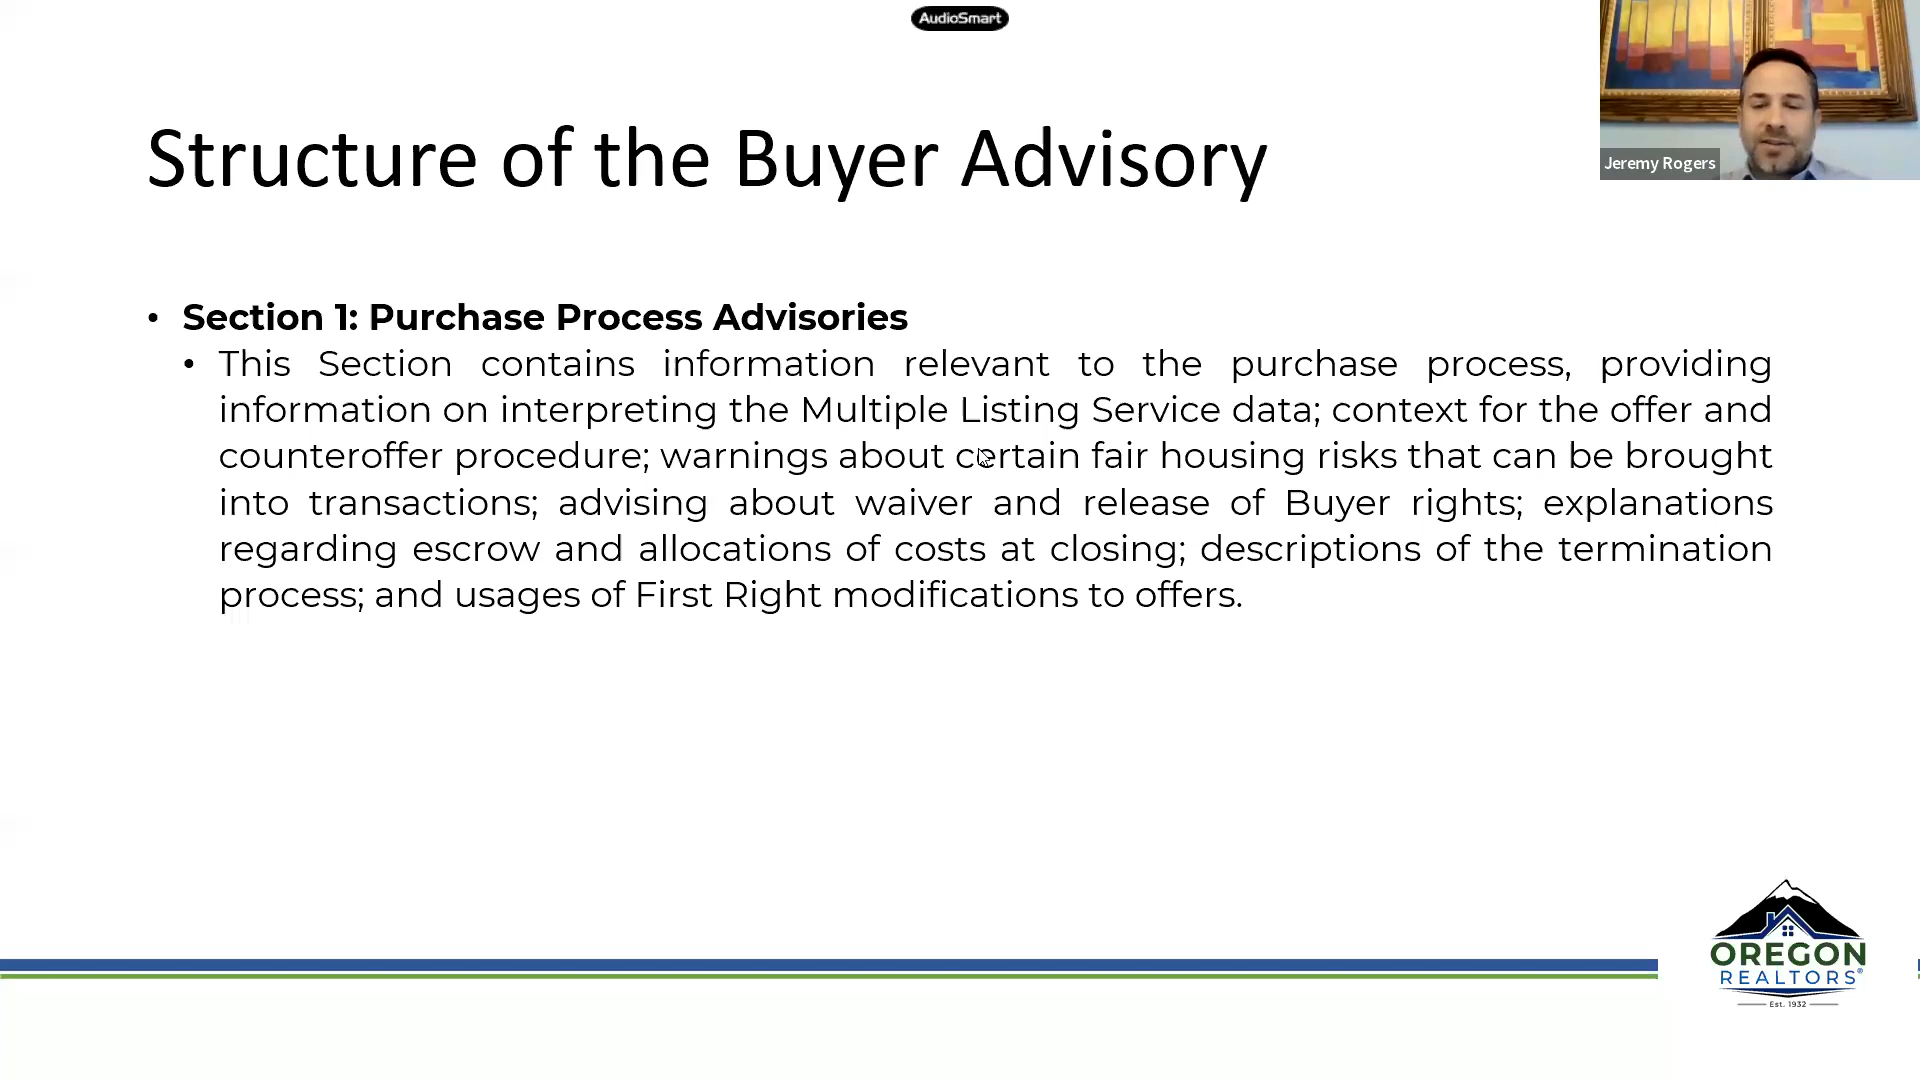 AudioSmart
Jeremy Rogers
Structure of the Buyer Advisory
• Section 1: Purchase Process Advisories
• This Section contains information relevant to the purchase process, providing
information on interpreting the Multiple Listing Service data; context for the offer and
counteroffer procedure; warnings about certain fair housing risks that can be brought
into transactions; advising about waiver and release of Buyer rights; explanations
regarding escrow and allocations of costs at closing; descriptions of the termination
process; and usages of First Right modifications to offers.
OREGON
REALTORS®
Est. 1932